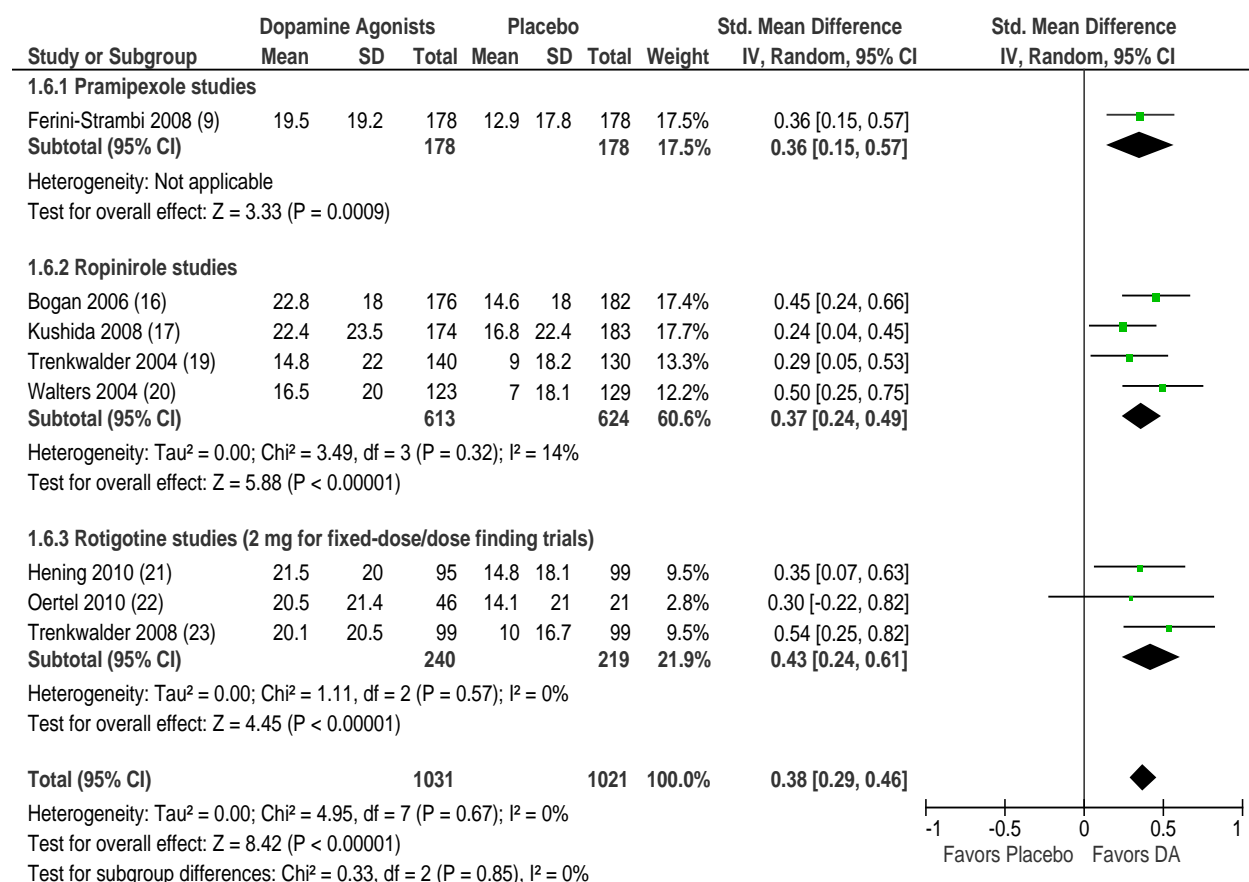 Dopamine Agonists Placebo Std. Mean Difference Std. Mean Difference
Study or Subgroup Mean SD Total Mean SD Total Weight IV, Random, 95% CI IV, Random, 95% CI
1.6.1 Pramipexole studies
Ferini-Strambi 2008 (9) 19.5 19.2 178 12.9 17.8 178 17.5% 0.36 [0.15, 0.57]
Subtotal (95% CI) 178 178 17.5% 0.36 [0.15, 0.57]
Heterogeneity: Not applicable
Test for overall effect: Z = 3.33 (P = 0.0009)
1.6.2 Ropinirole studies
Bogan 2006 (16) 22.8 18 176 14.6 18 182 17.4% 0.45 [0.24, 0.66]
Kushida 2008 (17) 22.4 23.5 174 16.8 22.4 183 17.7% 0.24 [0.04, 0.45]
Trenkwalder 2004 (19) 14.8 22 140 9 18.2 130 13.3% 0.29 [0.05, 0.53]
Walters 2004 (20) 16.5 20 123 7 18.1 129 12.2% 0.50 [0.25, 0.75]
Subtotal (95% CI) 613 624 60.6% 0.37 [0.24, 0.49]
Heterogeneity: Tau² = 0.00; Chi² = 3.49, df = 3 (P = 0.32); I² = 14%
Test for overall effect: Z = 5.88 (P < 0.00001)
1.6.3 Rotigotine studies (2 mg for fixed-dose/dose finding trials)
Hening 2010 (21) 21.5 20 95 14.8 18.1 99 9.5% 0.35 [0.07, 0.63]
Oertel 2010 (22) 20.5 21.4 46 14.1 21 21 2.8% 0.30 [-0.22, 0.82]
Trenkwalder 2008 (23) 20.1 20.5 99 10 16.7 99 9.5% 0.54 [0.25, 0.82]
Subtotal (95% CI) 240 219 21.9% 0.43 [0.24, 0.61]
Heterogeneity: Tau² = 0.00; Chi² = 1.11, df = 2 (P = 0.57); I² = 0%
Test for overall effect: Z = 4.45 (P < 0.00001)
Total (95% CI) 1031 1021 100.0% 0.38 [0.29, 0.46]
Heterogeneity: Tau² = 0.00; Chi² = 4.95, df = 7 (P = 0.67); I² = 0%
Test for overall effect: Z = 8.42 (P < 0.00001)
Test for subgroup differences: Chi² = 0.33, df = 2 (P = 0.85), I² = 0%
-1 -0.5 0 0.5 1
Favors Placebo Favors DA